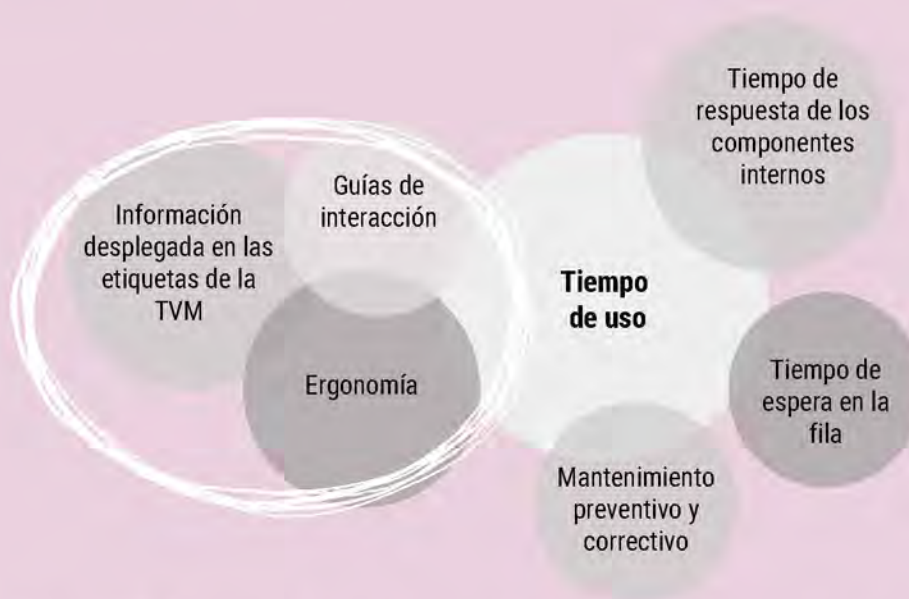 Tiempo de
respuesta de los
componentes
internos
Guías de
interacción
Información
desplegada en las
etiquetas de la
TVM
Tiempo
de uso
Ergonomía
Tiempo de
espera en la
fila
Mantenimiento
preventivo y
correctivo